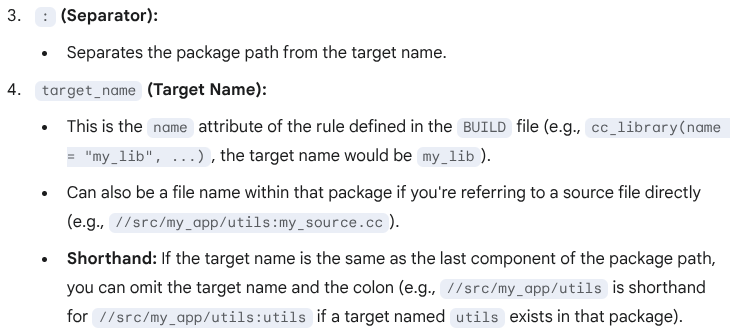 3. : (Separator):
• Separates the package path from the target name.
4. target_name (Target Name):
• This is the name attribute of the rule defined in the BUILD file (e.g., cc_library(name
= "my_lib", ...), the target name would be my_lib).
• Can also be a file name within that package if you're referring to a source file directly
(e.g., //src/my_app/utils:my_source.cc).
• Shorthand: If the target name is the same as the last component of the package path,
you can omit the target name and the colon (e.g., //src/my_app/utils is shorthand
for //src/my_app/utils:utils if a target named utils exists in that package).